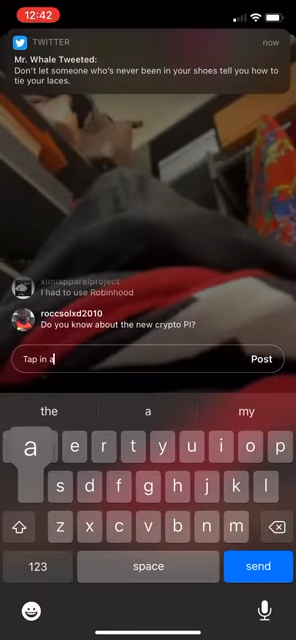 12:42
TWITTER
now
Mr. Whale Tweeted:
Don't let someone who's never been in your shoes tell you how to
tie your laces.
ximiapparelproject
I had to use Robinhood
roccsolxd2010
Do you know about the new crypto PI?
Tap in a
Post
the a my
a e r t y u i o p
s d f g h j k l
z x c v b n m
123 space send